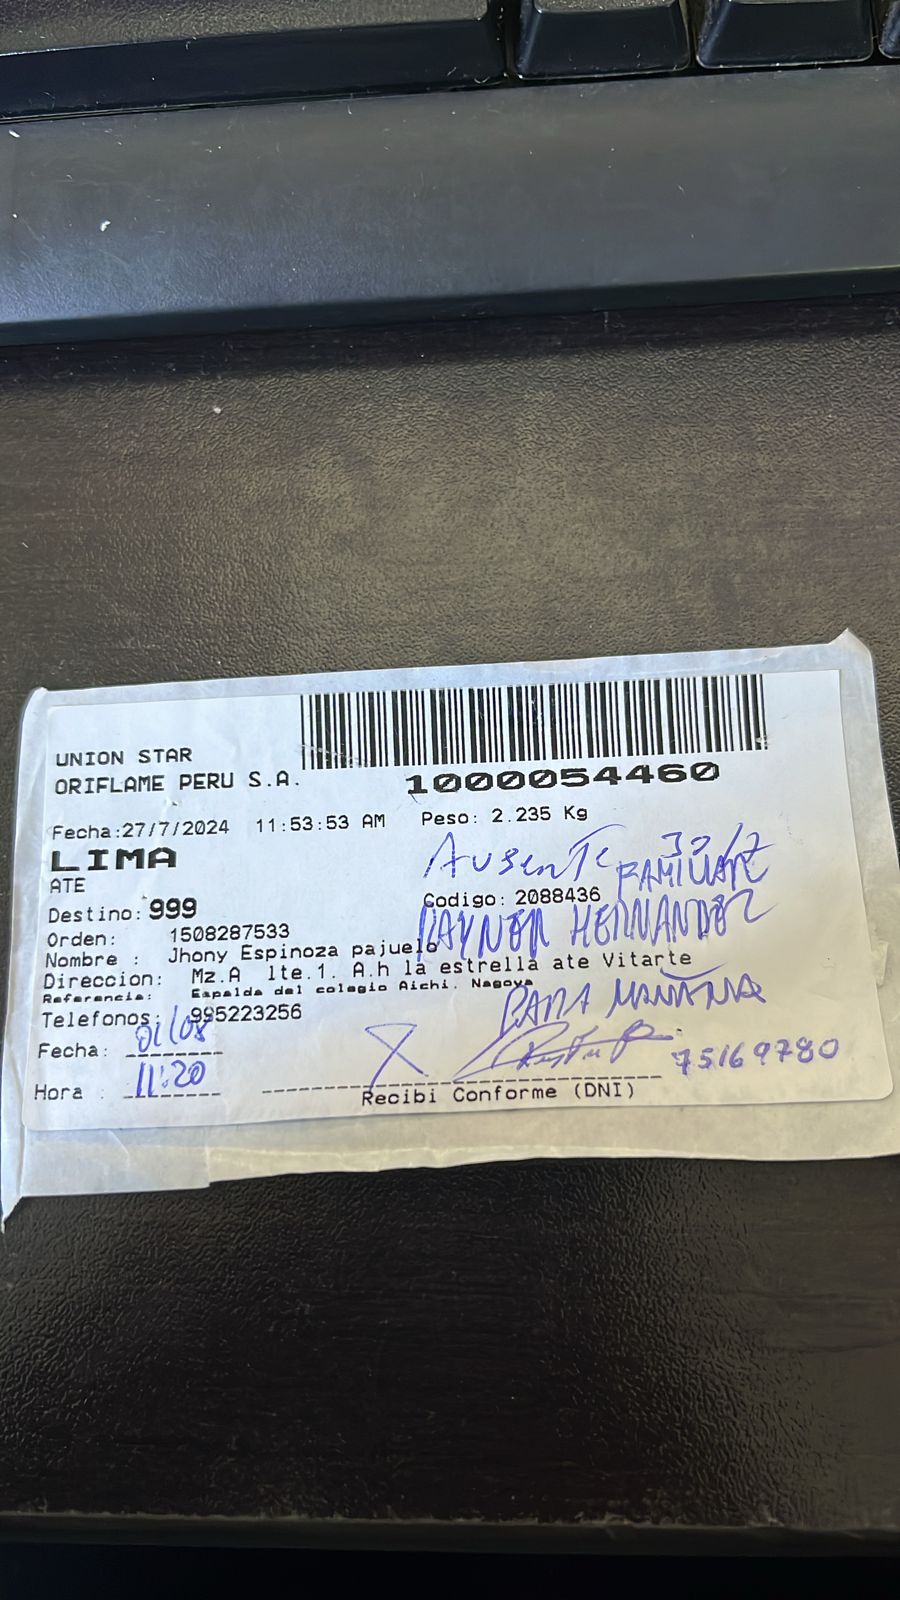 UNION STAR
ORIFLAME PERU S.A.
1000054460
Fecha:27/7/2024 11:53:53 AM Peso: 2.235 Kg
LIMA
Ausente 30/7
ATE
FAMILIAR
Codigo: 2088436
Destino: 999
HERNANDEZ
Orden: 1508287533
Nombre : Jhony Espinoza pajuelo
Direccion: Mz.A lte.1. A.h la estrella ate Vitarte
Referencia: Espalda del colegio Aichi. Nagoya
PARA MAÑANA
Telefonos: 995223256
Fecha: 01/08
75169780
Hora : 11:20
Recibi Conforme (DNI)